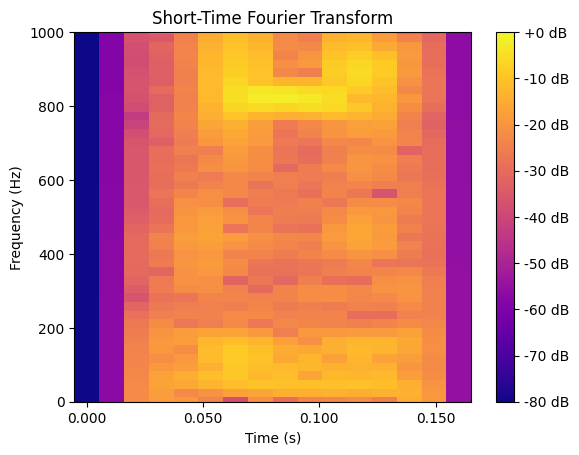 Short-Time Fourier Transform
1000
800
600
400
200
0
Frequency (Hz)
0.000
0.050
0.100
0.150
Time (s)
+0 dB
-10 dB
-20 dB
-30 dB
-40 dB
-50 dB
-60 dB
-70 dB
-80 dB